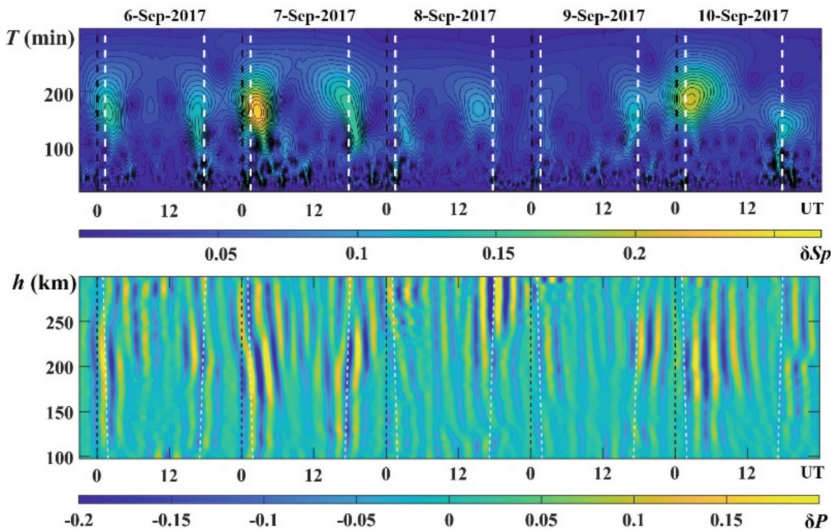 6-Sep-2017 7-Sep-2017 8-Sep-2017 9-Sep-2017 10-Sep-2017
T (min)
200
100
0 12 0 12 0 12 0 12 0 12 UT
0.05 0.1 0.15 0.2 δSp
h (km)
250
200
150
100
0 12 0 12 0 12 0 12 0 12 UT
-0.2 -0.15 -0.1 -0.05 0 0.05 0.1 0.15 δP